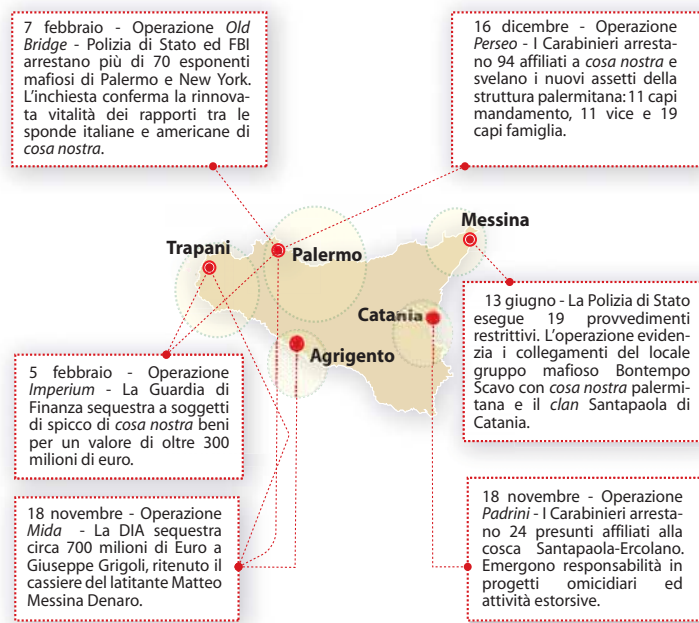 7 febbraio - Operazione Old
Bridge - Polizia di Stato ed FBI
arrestano più di 70 esponenti
mafiosi di Palermo e New York.
L'inchiesta conferma la rinnova-
ta vitalità dei rapporti tra le
sponde italiane e americane di
cosa nostra.
16 dicembre - Operazione
Perseo - I Carabinieri arresta-
no 94 affiliati a cosa nostra e
svelano i nuovi assetti della
struttura palermitana: 11 capi
mandamento, 11 vice e 19
capi famiglia.
Messina
Trapani
Palermo
Catania
Agrigento
13 giugno - La Polizia di Stato
esegue 19 provvedimenti
restrittivi. L'operazione eviden-
zia i collegamenti del locale
gruppo mafioso Bontempo
Scavo con cosa nostra palermi-
tana e il clan Santapaola di
Catania.
5 febbraio - Operazione
Imperium - La Guardia di
Finanza sequestra a soggetti
di spicco di cosa nostra beni
per un valore di oltre 300
milioni di euro.
18 novembre - Operazione
Mida - La DIA sequestra
circa 700 milioni di Euro a
Giuseppe Grigoli, ritenuto il
cassiere del latitante Matteo
Messina Denaro.
18 novembre - Operazione
Padrini - I Carabinieri arresta-
no 24 presunti affiliati alla
cosca Santapaola-Ercolano.
Emergono responsabilità in
progetti omicidiari ed
attività estorsive.